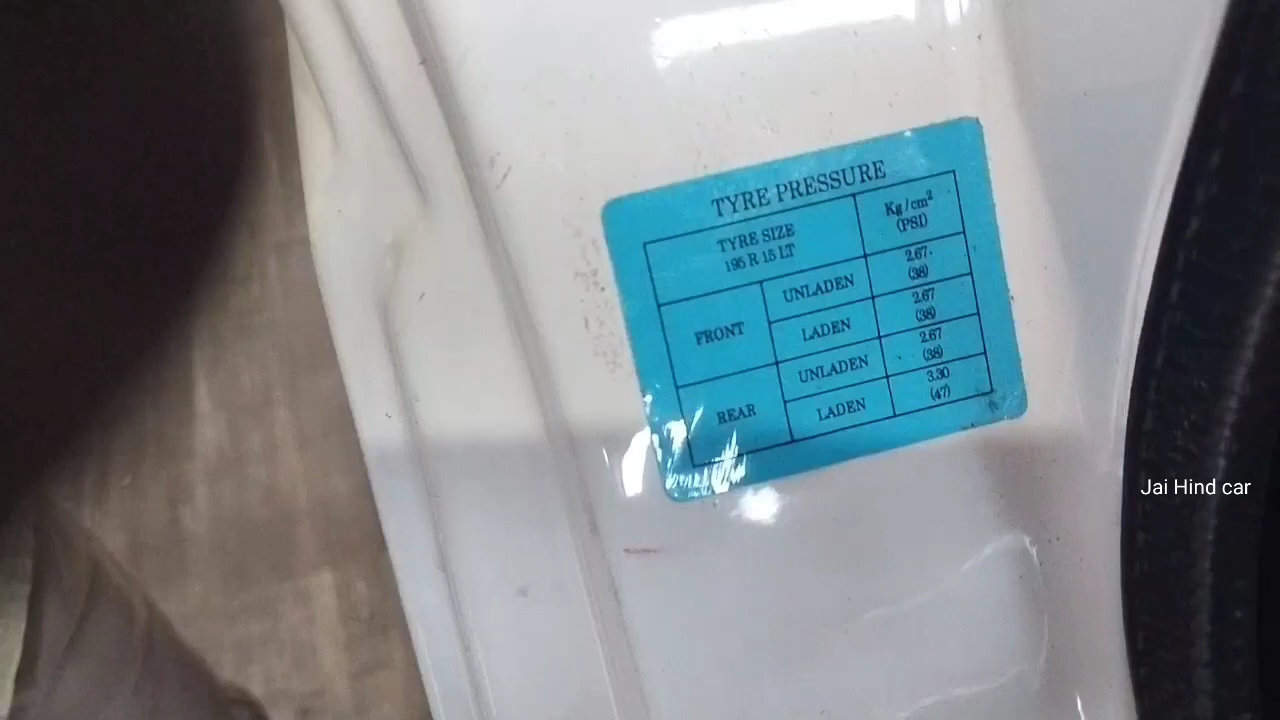 TYRE PRESSURE
TYRE SIZE
195 R 15 LT
Kg/cm²
(PSI)
FRONT
UNLADEN
2.67
(38)
LADEN
2.67
(38)
REAR
UNLADEN
2.67
(38)
LADEN
3.30
(47)
Jai Hind car